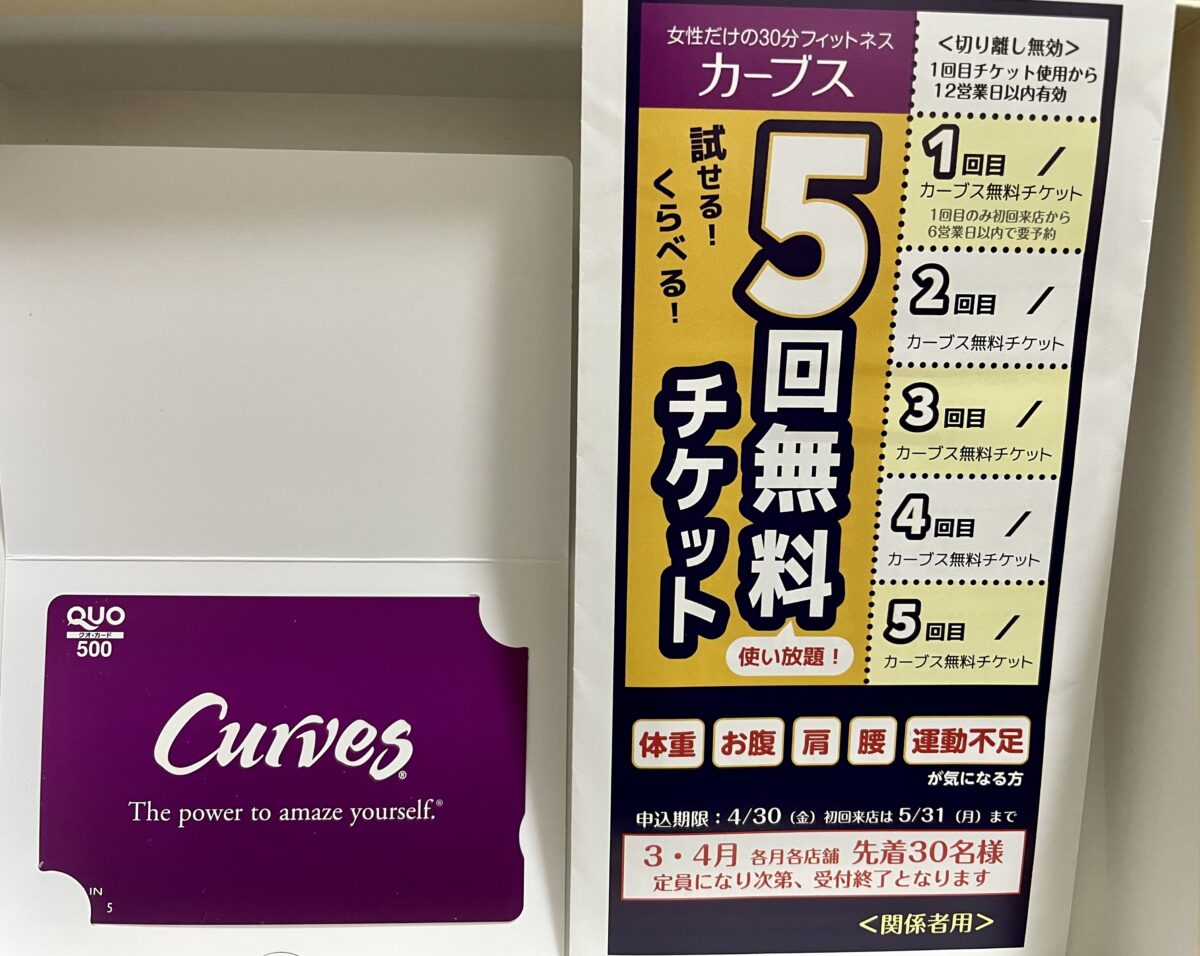 QUO
クオ・カード
500
Curves®
The power to amaze yourself.®
IN
5
女性だけの30分フィットネス
カーブス
試せる！
くらべる！
5回無料
チケット
使い放題！
<切り離し無効>
1回目チケット使用から
12営業日以内有効
1回目 /
カーブス無料チケット
1回目のみ初回来店から
6営業日以内で要予約
2回目 /
カーブス無料チケット
3回目 /
カーブス無料チケット
4回目 /
カーブス無料チケット
5回目 /
カーブス無料チケット
体重 お腹 肩 腰 運動不足
が気になる方
申込期限：4/30（金）初回来店は5/31（月）まで
3・4月 各月各店舗 先着30名様
定員になり次第、受付終了となります
<関係者用>